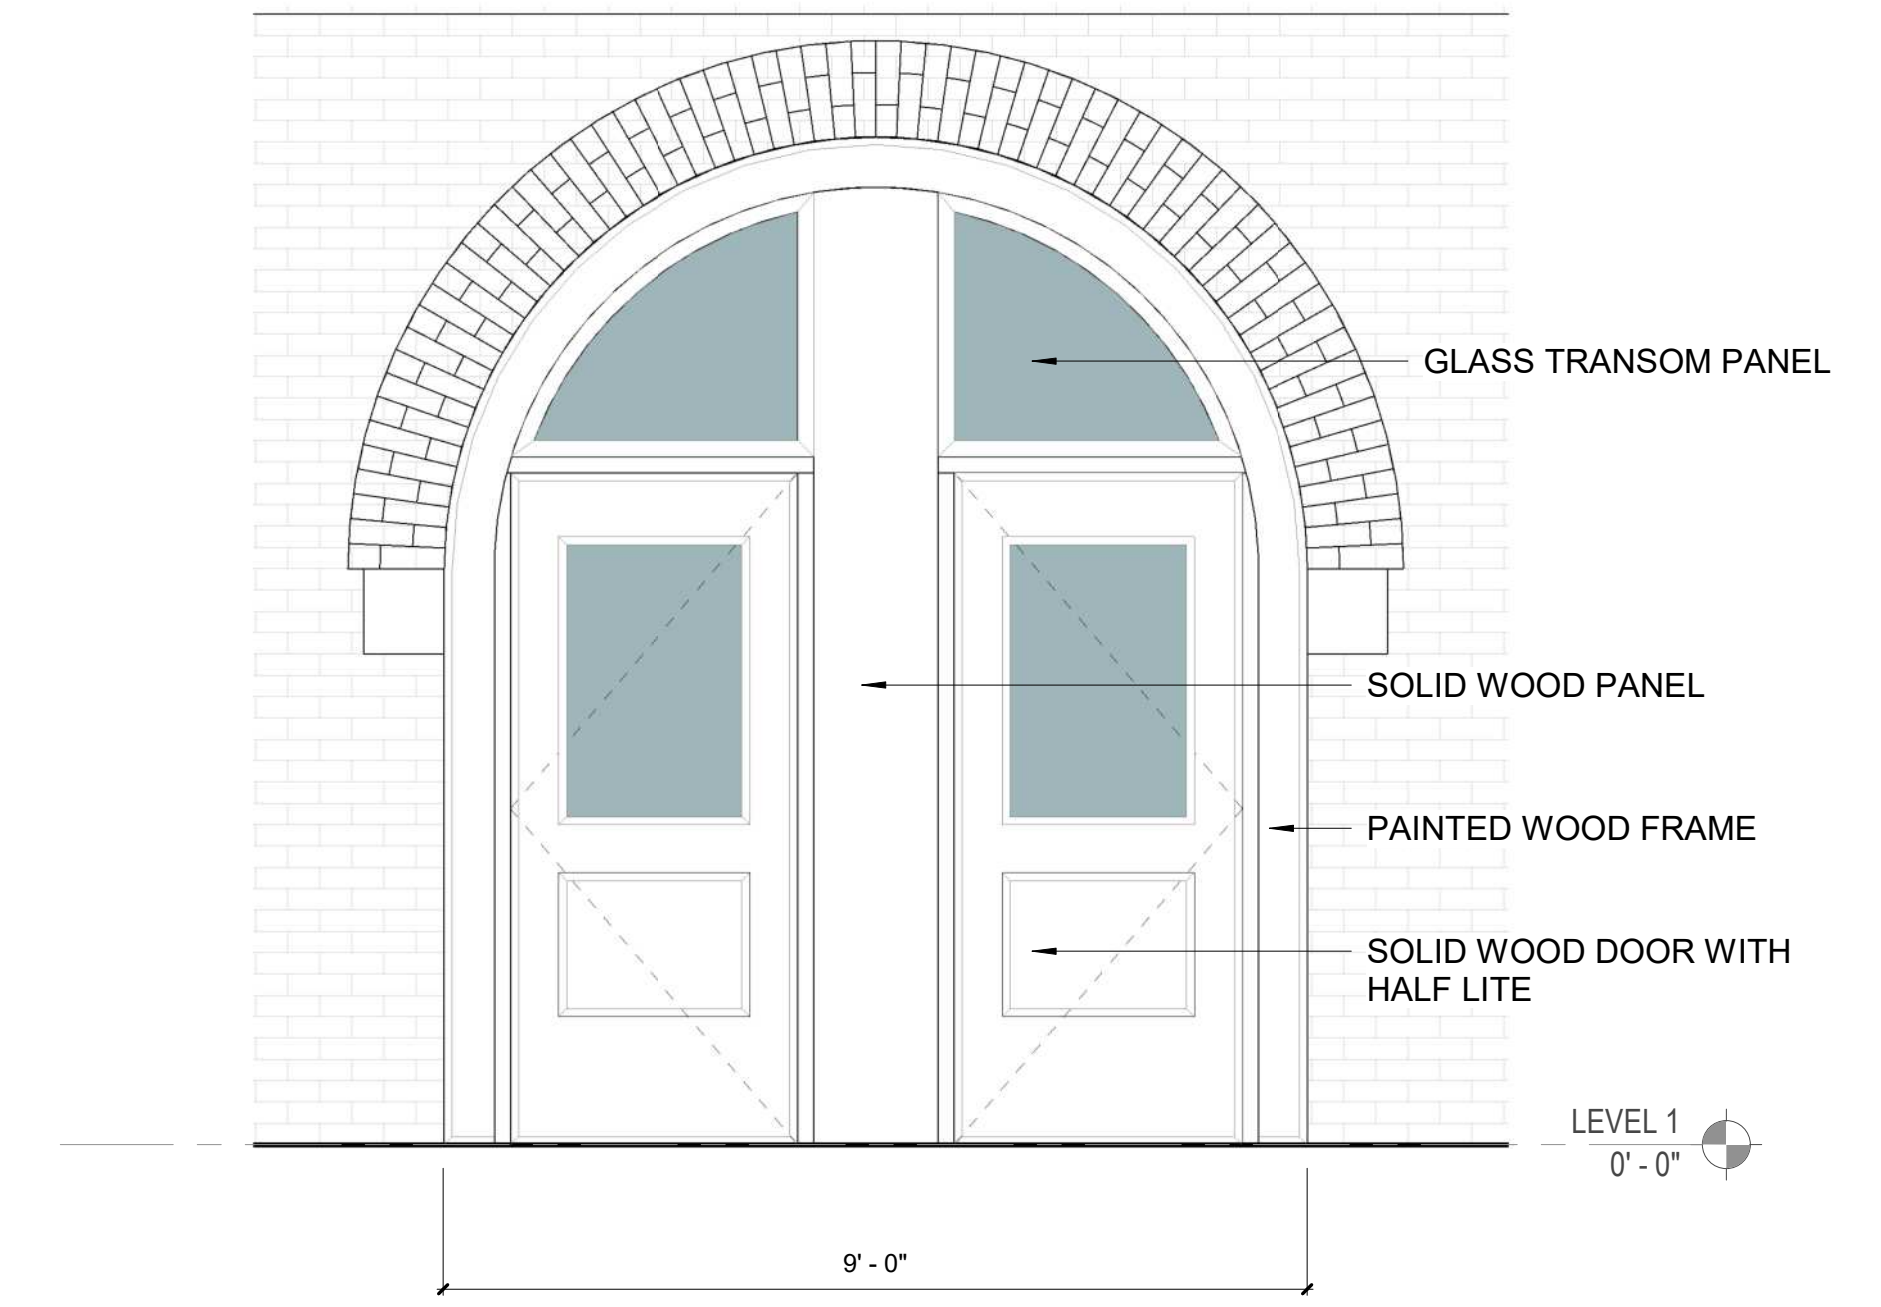 GLASS TRANSOM PANEL
SOLID WOOD PANEL
PAINTED WOOD FRAME
SOLID WOOD DOOR WITH
HALF LITE
LEVEL 1
0' - 0"
9' - 0"